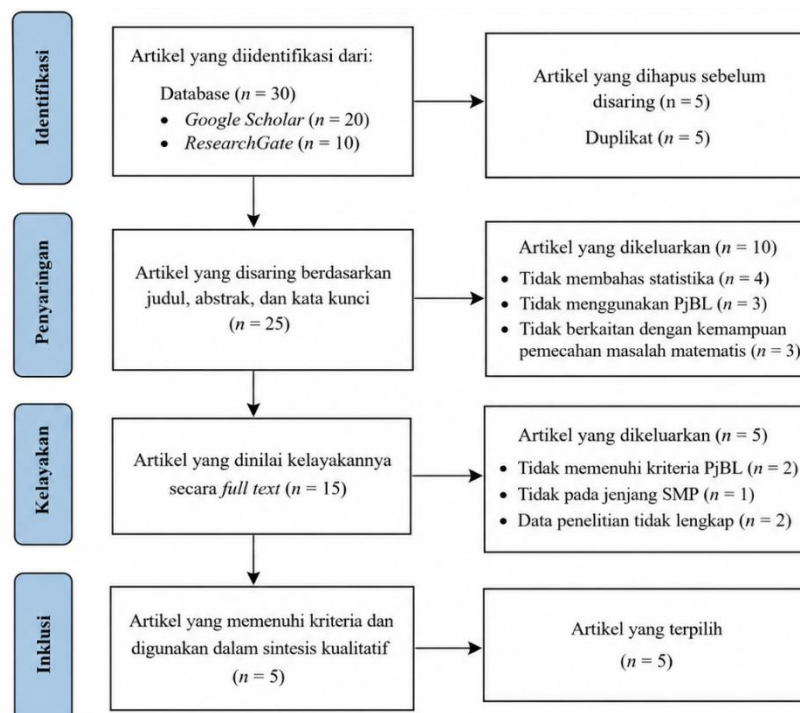 Identifikasi
Artikel yang diidentifikasi dari:
Database (n = 30)
• Google Scholar (n = 20)
• ResearchGate (n = 10)
Artikel yang dihapus sebelum
disaring (n = 5)
Duplikat (n = 5)
Penyaringan
Artikel yang disaring berdasarkan
judul, abstrak, dan kata kunci
(n = 25)
Artikel yang dikeluarkan (n = 10)
• Tidak membahas statistika (n = 4)
• Tidak menggunakan PjBL (n = 3)
• Tidak berkaitan dengan kemampuan
pemecahan masalah matematis (n = 3)
Kelayakan
Artikel yang dinilai kelayakannya
secara full text (n = 15)
Artikel yang dikeluarkan (n = 5)
• Tidak memenuhi kriteria PjBL (n = 2)
• Tidak pada jenjang SMP (n = 1)
• Data penelitian tidak lengkap (n = 2)
Inklusi
Artikel yang memenuhi kriteria dan
digunakan dalam sintesis kualitatif
(n = 5)
Artikel yang terpilih
(n = 5)